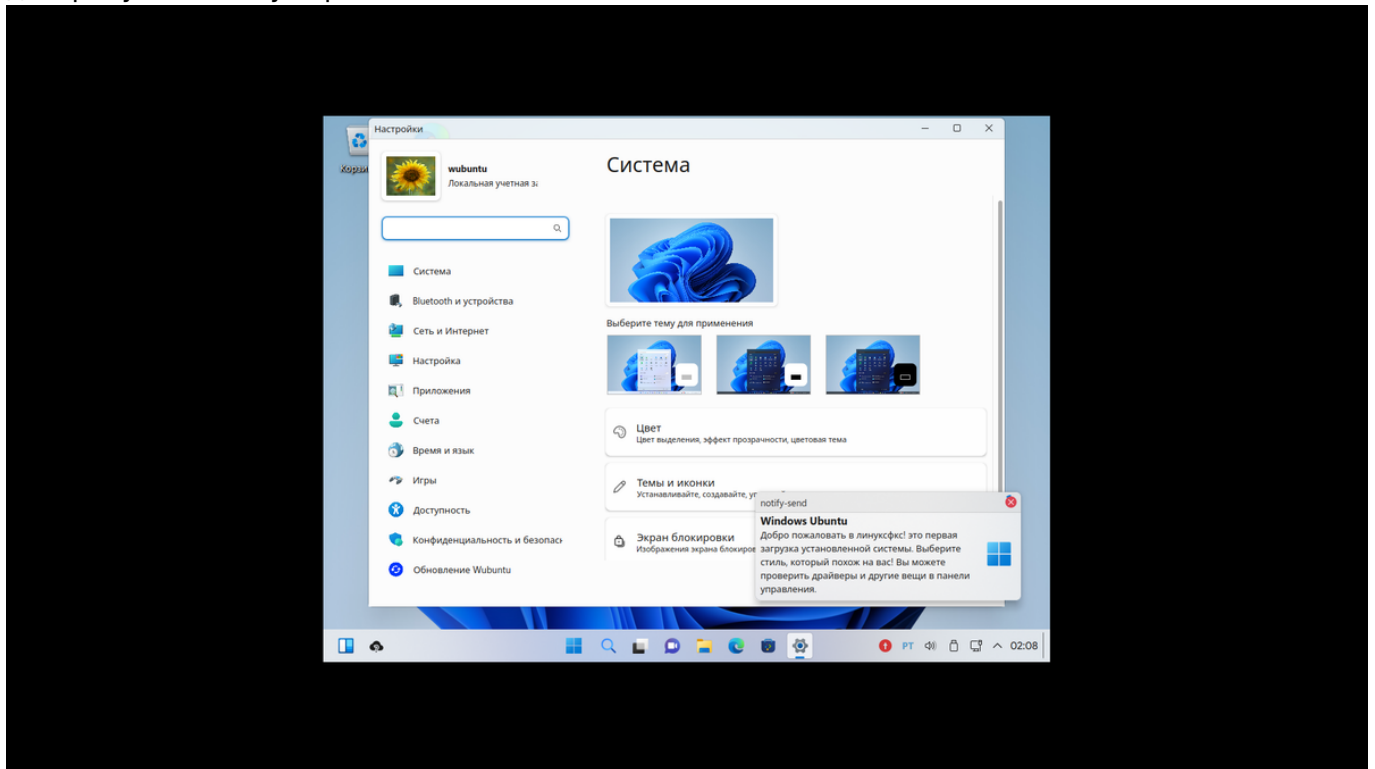 Настройки
wubuntu
Локальная учетная за
Система
Система
Bluetooth и устройства
Сеть и Интернет
Настройка
Приложения
Счета
Время и язык
Игры
Доступность
Конфиденциальность и безопасн
Обновление Wubuntu
Выберите тему для применения
Цвет
Цвет выделения, эффект прозрачности, цветовая тема
Темы и иконки
Устанавливайте, создавайте,
Экран блокировки
Изображения экрана
notify-send
Windows Ubuntu
Добро пожаловать в линуксфкс! это первая
загрузка установленной системы. Выберите
стиль, который похож на вас! Вы можете
проверить драйверы и другие вещи в панели
управления.
PT
02:08